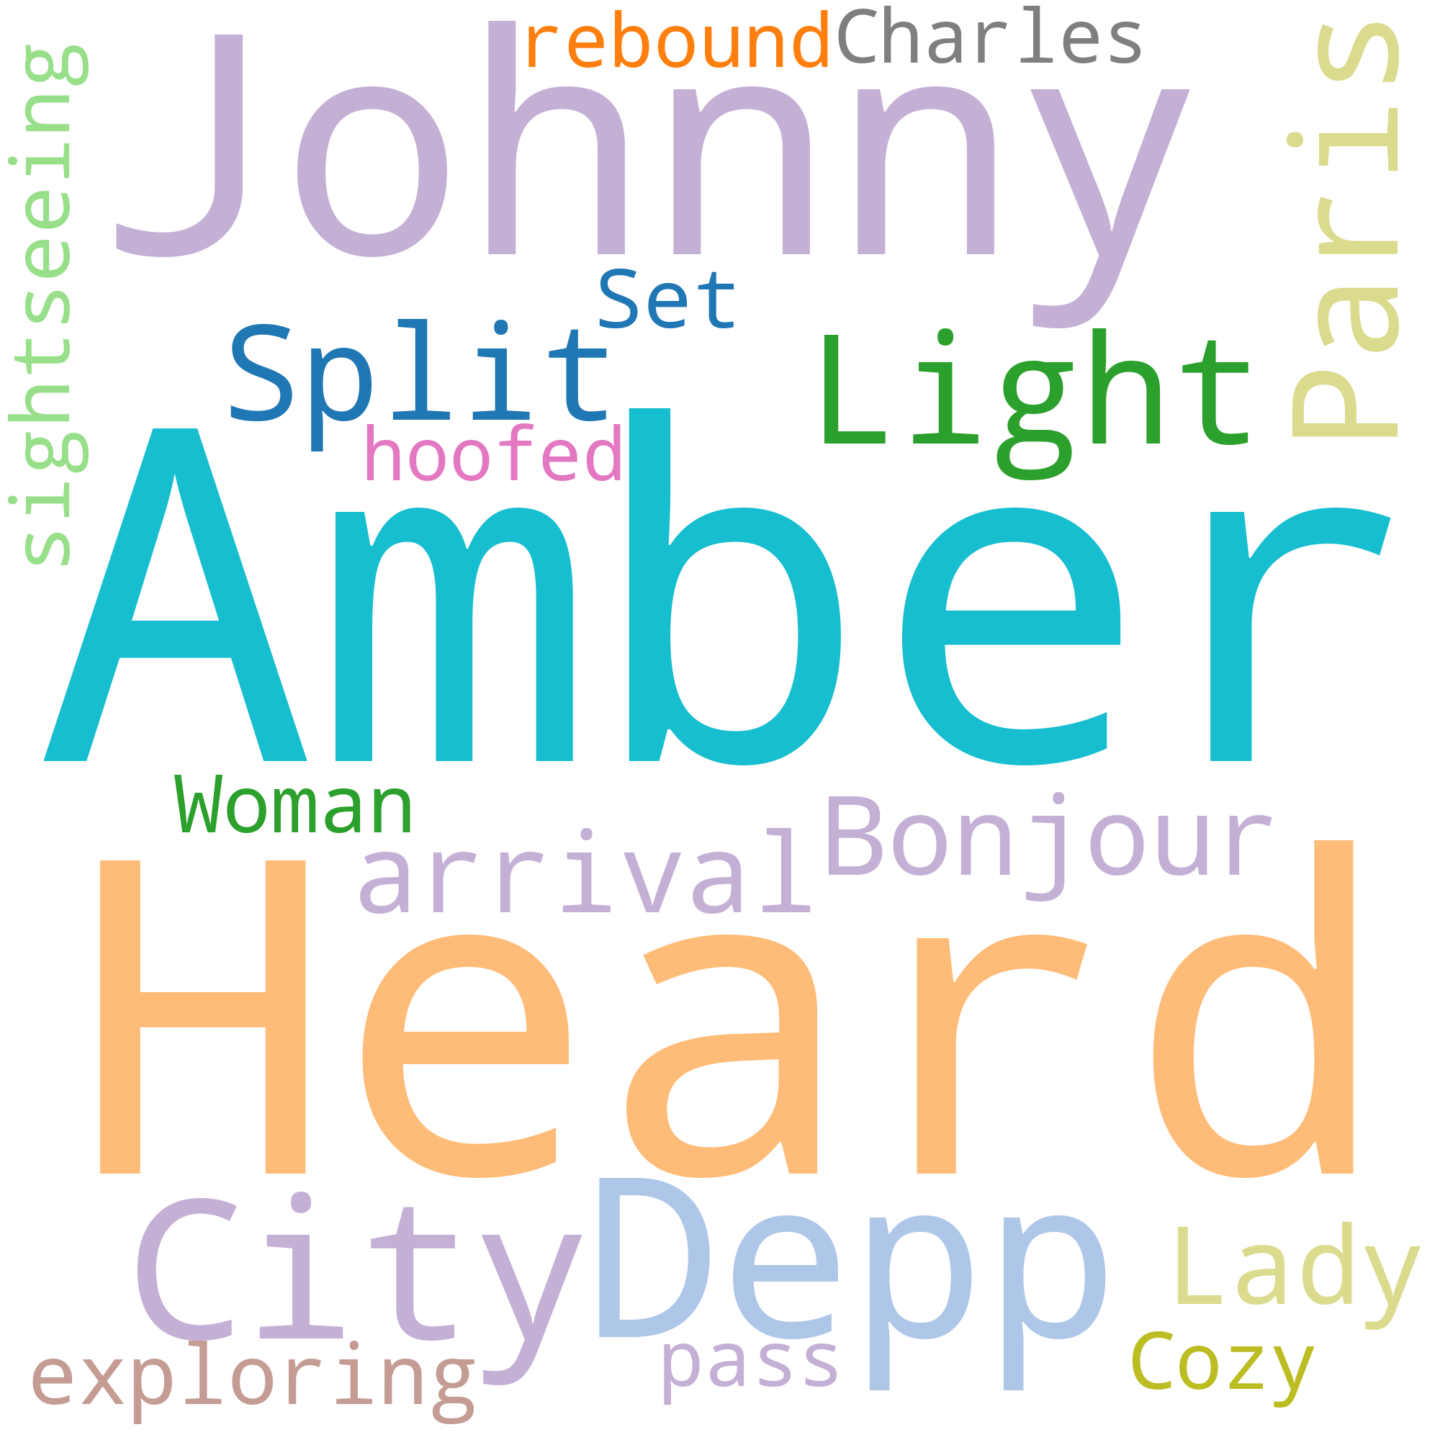 rebound
Charles
Johnny
sightseeing
Paris
Set
Split
Light
hoofed
Amber
Woman
Bonjour
arrival
Heard
City
Depp
Lady
exploring
pass
Cozy